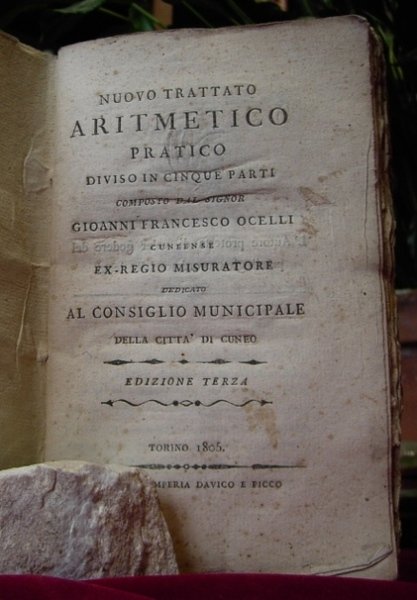 NUOVO TRATTATO
ARITMETICO
PRATICO
DIVISO IN CINQUE PARTI
COMPOSTO DAL SIGNOR
GIOANNI FRANCESCO OCELLI
CUNEENSE
EX-REGIO MISURATORE
DEDICATO
AL CONSIGLIO MUNICIPALE
DELLA CITTA' DI CUNEO
EDIZIONE TERZA
TORINO 1805.
MPERIA DAVICO E PICCO